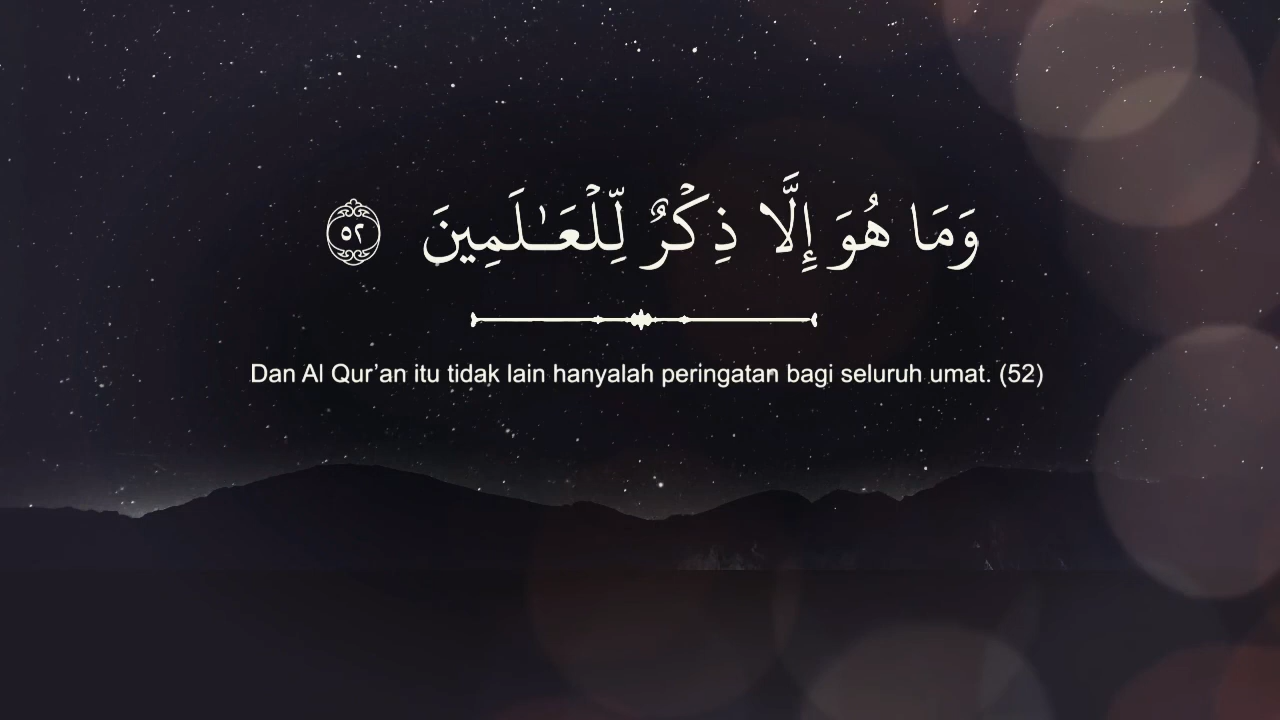 وَمَا هُوَ إِلَّا ذِكْرٌ لِّلْعَـٰلَمِينَ ٥٢
Dan Al Qur’an itu tidak lain hanyalah peringatan bagi seluruh umat. (52)